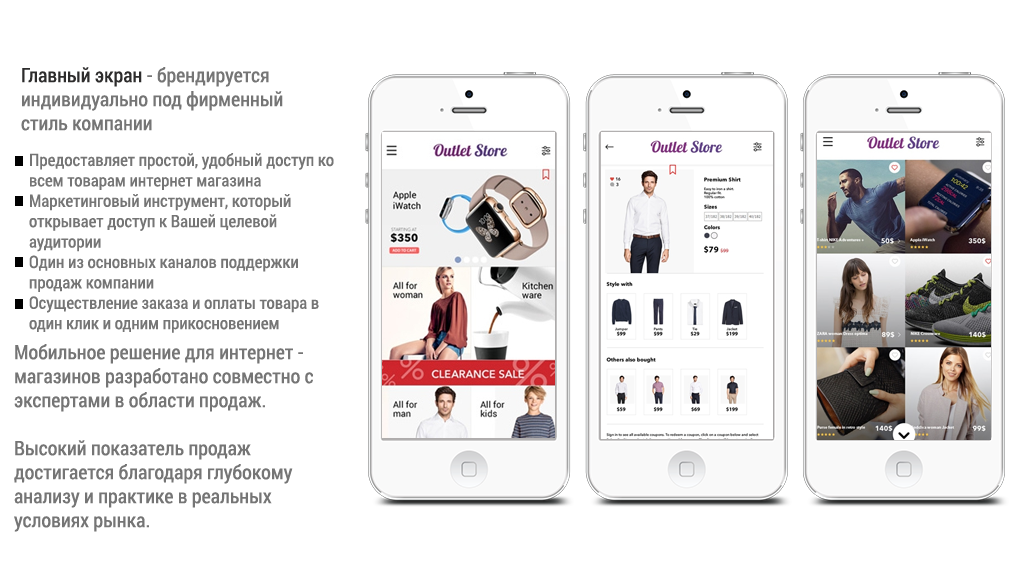 Главный экран - брендируется
индивидуально под фирменный
стиль компании
Предоставляет простой, удобный доступ ко
всем товарам интернет магазина
Маркетинговый инструмент, который
открывает доступ к Вашей целевой
аудитории
Один из основных каналов поддержки
продаж компании
Осуществление заказа и оплаты товара в
один клик и одним прикосновением
Мобильное решение для интернет -
магазинов разработано совместно с
экспертами в области продаж.
Высокий показатель продаж
достигается благодаря глубокому
анализу и практике в реальных
условиях рынка.
Outlet Store
Apple
iWatch
STARTING AT
$350
ADD TO CART
All for
woman
Kitchen
ware
CLEARANCE SALE
All for
man
All for
kids
Outlet Store
16
3
Premium Shirt
Easy to iron a shirt.
Regular fit
100% cotton
Sizes
Colors
$79 $99
Style with
Jumper
$99
Pants
$99
Tie
$29
Jacket
$199
Others also bought
$59
$99
$69
$199
Sign in to see all available coupons. To redeem a coupon, click on a coupon below and select
Outlet Store
T-shirt NIKE Adventures
50$
Apple iWatch
350$
ZARA woman Dress
89$
NIKE
140$
140$
99$